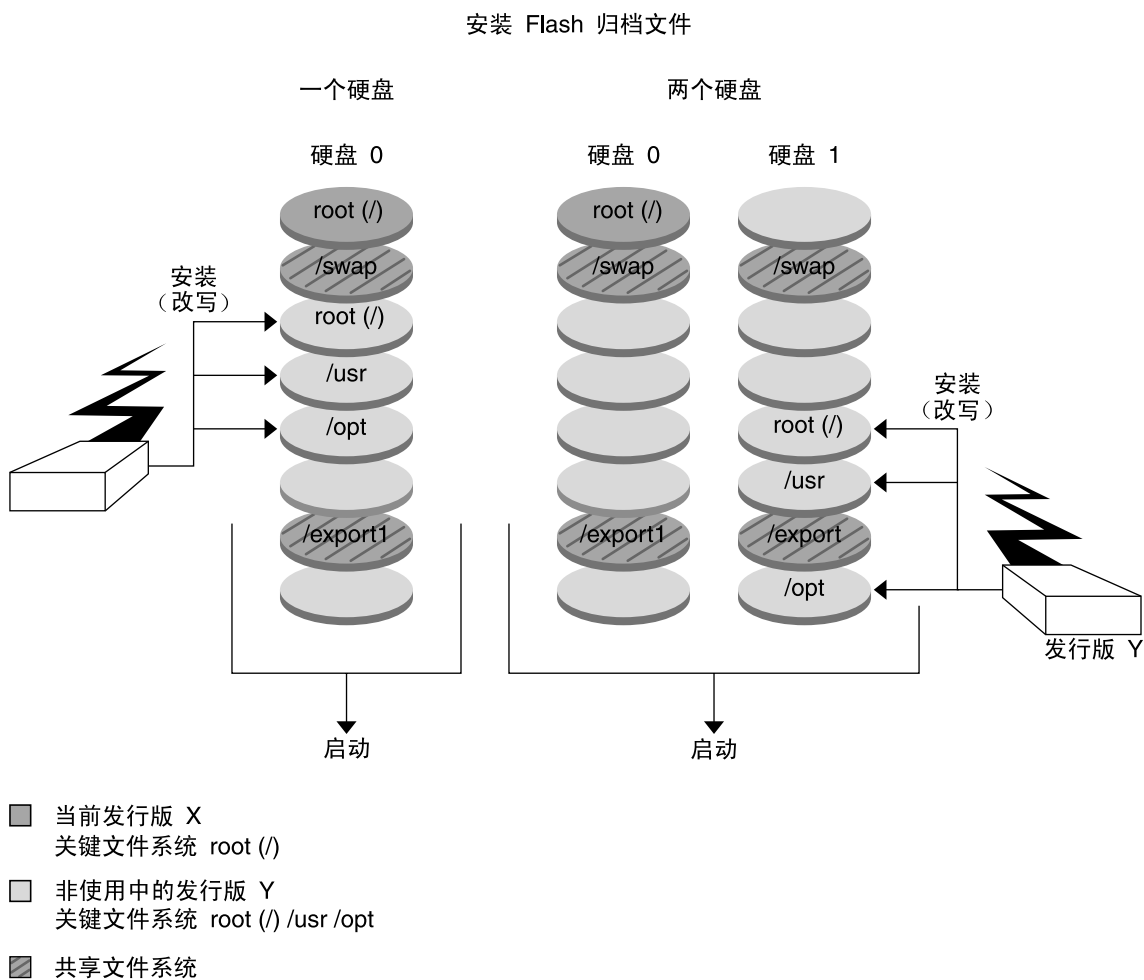 安装 Flash 归档文件
一个硬盘
两个硬盘
硬盘 0
硬盘 0
硬盘 1
root (/)
/swap
root (/)
/usr
/opt
/export1
安装
（改写）
root (/)
/swap
/export1
/swap
root (/)
/usr
/export
/opt
安装
（改写）
发行版 Y
启动
启动
当前发行版 X
关键文件系统 root (/)
非使用中的发行版 Y
关键文件系统 root (/) /usr /opt
共享文件系统